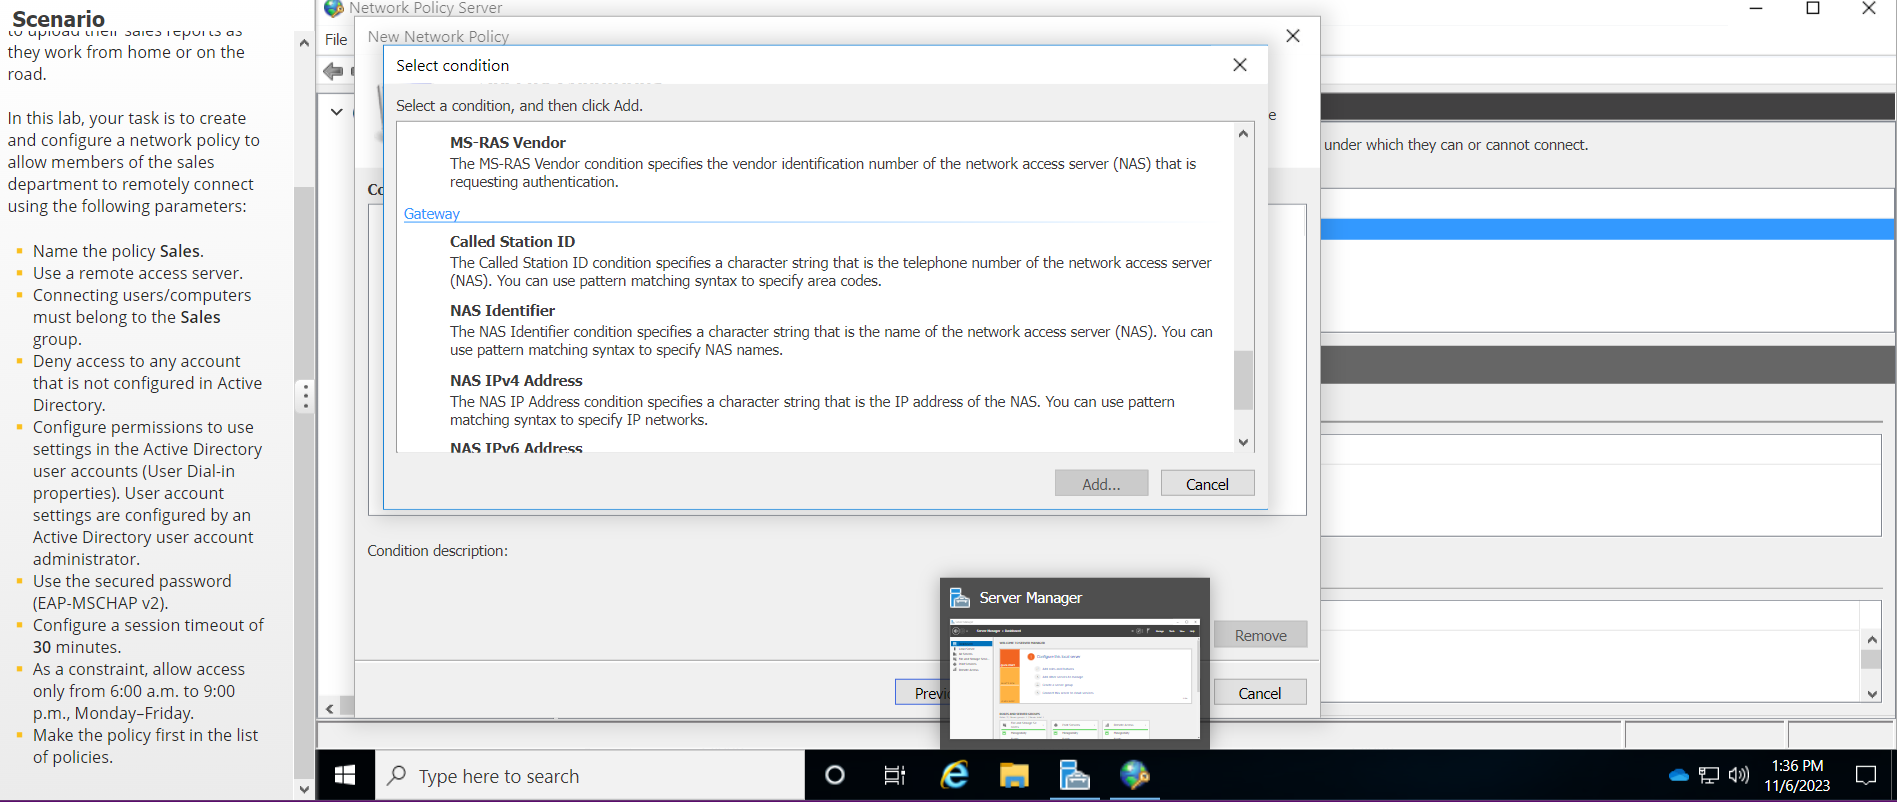 Scenario
to upload their sales reports as
they work from home or on the
road.
In this lab, your task is to create
and configure a network policy to
allow members of the sales
department to remotely connect
using the following parameters:
Name the policy Sales.
Use a remote access server.
Connecting users/computers
must belong to the Sales
group.
Deny access to any account
that is not configured in Active
Directory.
Configure permissions to use
settings in the Active Directory
user accounts (User Dial-in
properties). User account
settings are configured by an
Active Directory user account
administrator.
Use the secured password
(EAP-MSCHAP v2).
Configure a session timeout of
30 minutes.
As a constraint, allow access
only from 6:00 a.m. to 9:00
p.m., Monday–Friday.
Make the policy first in the list
of policies.
Network Policy Server
File
New Network Policy
Select condition
Select a condition, and then click Add.
MS-RAS Vendor
The MS-RAS Vendor condition specifies the vendor identification number of the network access server (NAS) that is
requesting authentication.
Gateway
Called Station ID
The Called Station ID condition specifies a character string that is the telephone number of the network access server
(NAS). You can use pattern matching syntax to specify area codes.
NAS Identifier
The NAS Identifier condition specifies a character string that is the name of the network access server (NAS). You can
use pattern matching syntax to specify NAS names.
NAS IPv4 Address
The NAS IP Address condition specifies a character string that is the IP address of the NAS. You can use pattern
matching syntax to specify IP networks.
NAS IPv6 Address
Add...
Cancel
e
under which they can or cannot connect.
Co
Condition description:
Remove
Previ
Cancel
Server Manager
Type here to search
1:36 PM
11/6/2023